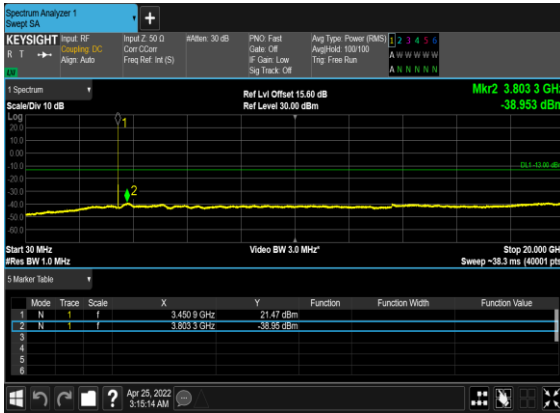 Spectrum Analyzer 1
Swept SA
+
KEYSIGHT Input: RF Input Z: 50 Ω #Atten: 30 dB PNO: Fast Avg Type: Power (RMS) 1 2 3 4 5 6
R T Coupling: DC Corr CCorr Gate: Off Avg|Hold: 100/100 A W W W W W
Align: Auto Freq Ref: Int (S) IF Gain: Low Trig: Free Run
Sig Track: Off A N N N N N
1 Spectrum Ref Lvl Offset 15.60 dB Mkr2 3.803 3 GHz
Scale/Div 10 dB Ref Level 30.00 dBm -38.953 dBm
Log
20.0
10.0
0.00
-10.0
-20.0
-30.0
-40.0
-50.0
-60.0
1
DL1 -13.00 dBm
2
Start 30 MHz Video BW 3.0 MHz* Stop 20.000 GHz
#Res BW 1.0 MHz Sweep ~38.3 ms (40001 pts)
5 Marker Table
Mode Trace Scale X Y Function Function Width Function Value
1 N 1 f 3.450 9 GHz 21.47 dBm
2 N 1 f 3.803 3 GHz -38.95 dBm
3
4
5
6
? Apr 25, 2022
3:15:14 AM